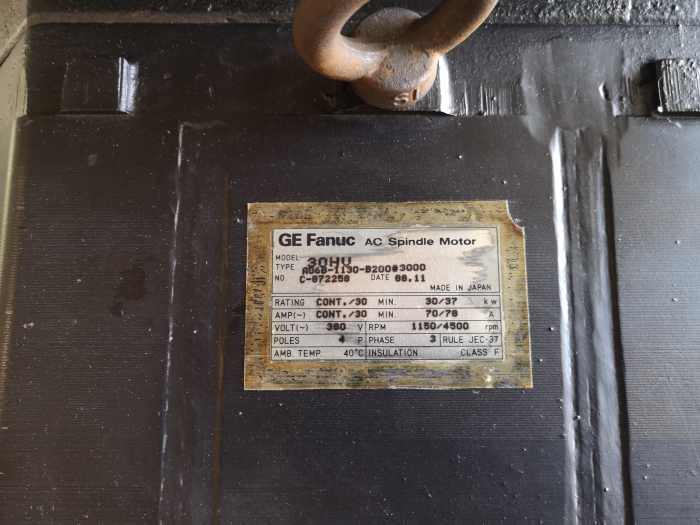 SL
GE Fanuc AC Spindle Motor
MODEL 30HV
TYPE A06B-1130-B200#3000
NO C-872258 DATE 88.11
MADE IN JAPAN
RATING CONT./30 MIN. 30/37 kw
AMP(~) CONT./30 MIN. 70/78 A
VOLT(~) 380 V RPM 1150/4500 rpm
POLES 4 P PHASE 3 RULE JEC-37
AMB. TEMP. 40°C INSULATION CLASS F